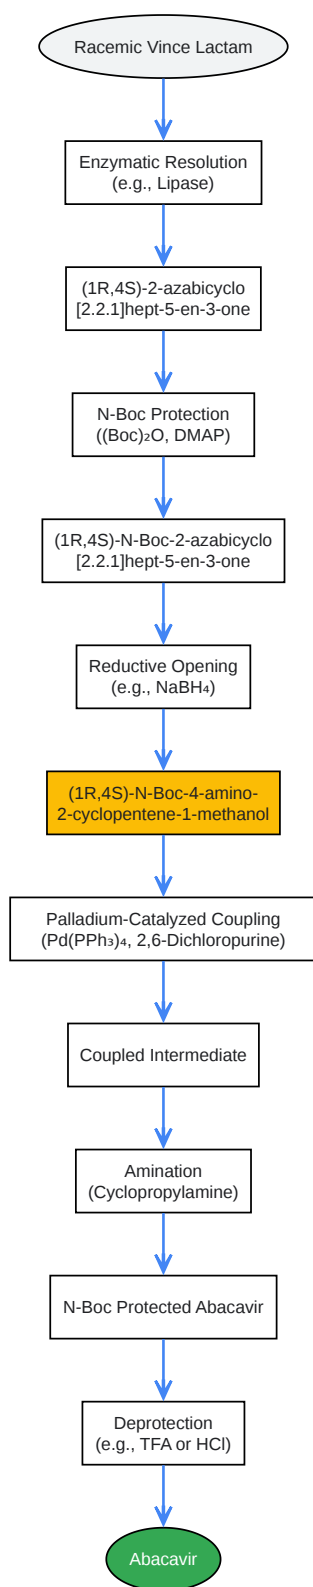 Racemic Vince Lactam
Enzymatic Resolution
(e.g., Lipase)
(1R,4S)-2-azabicyclo
[2.2.1]hept-5-en-3-one
N-Boc Protection
((Boc)₂O, DMAP)
(1R,4S)-N-Boc-2-azabicyclo
[2.2.1]hept-5-en-3-one
Reductive Opening
(e.g., NaBH₄)
(1R,4S)-N-Boc-4-amino-
2-cyclopentene-1-methanol
Palladium-Catalyzed Coupling
(Pd(PPh₃)₄, 2,6-Dichloropurine)
Coupled Intermediate
Amination
(Cyclopropylamine)
N-Boc Protected Abacavir
Deprotection
(e.g., TFA or HCl)
Abacavir